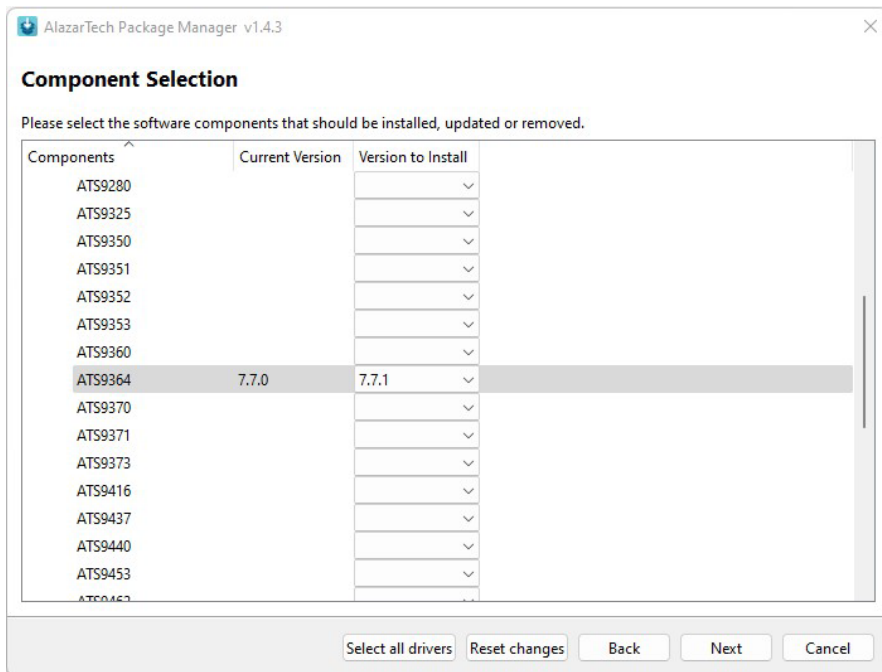 AlazarTech Package Manager v1.4.3
Component Selection
Please select the software components that should be installed, updated or removed.
Components Current Version Version to Install
ATS9280
ATS9325
ATS9350
ATS9351
ATS9352
ATS9353
ATS9360
ATS9364 7.7.0 7.7.1
ATS9370
ATS9371
ATS9373
ATS9416
ATS9437
ATS9440
ATS9453
Select all drivers Reset changes Back Next Cancel